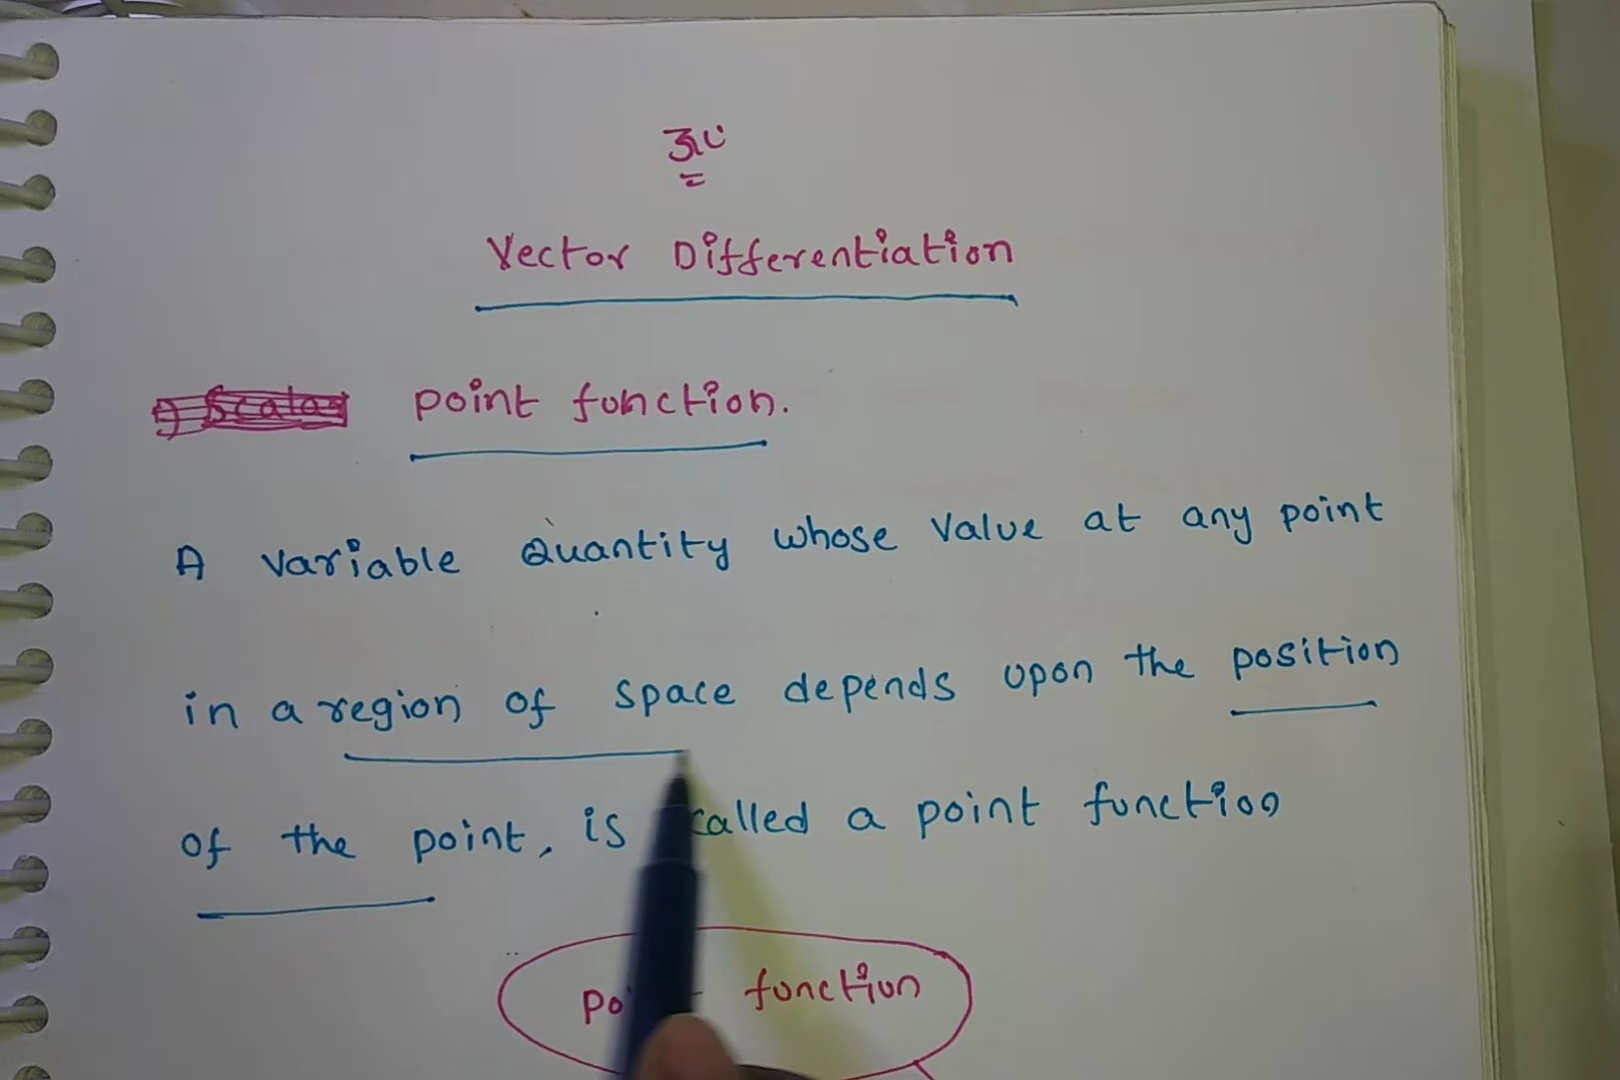 Vector Differentiation
point function.
A variable Quantity whose value at any point
in a region of space depends upon the position
of the point, is called a point function
function